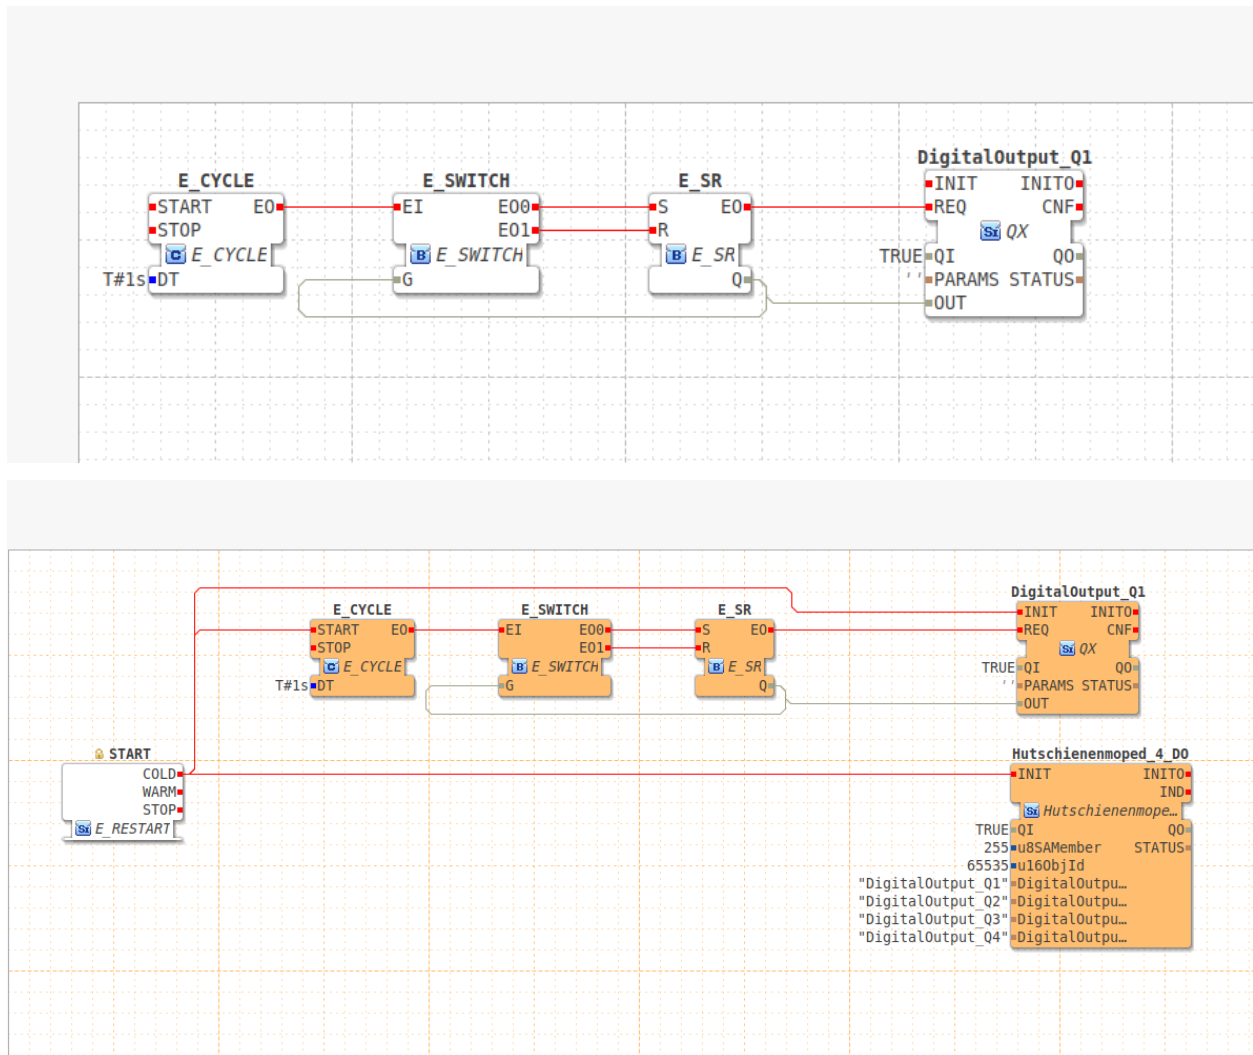 E_CYCLE E_SWITCH E_SR DigitalOutput_Q1
START EO EI EO0 S EO INIT INITO
STOP EO1 R REQ CNF
C E_CYCLE B E_SWITCH B E_SR Si QX
T#1s DT G Q TRUE QI QO
'' PARAMS STATUS
OUT
E_CYCLE E_SWITCH E_SR DigitalOutput_Q1
START EO EI EO0 S EO INIT INITO
STOP EO1 R REQ CNF
C E_CYCLE B E_SWITCH B E_SR Si QX
T#1s DT G Q TRUE QI QO
'' PARAMS STATUS
OUT
START Hutschienenmoped_4_DO
COLD INIT INITO
WARM IND
STOP Si Hutschienenmope…
Si E_RESTART TRUE QI QO
255 u8SAMember STATUS
65535 u16ObjId
"DigitalOutput_Q1" DigitalOutpu…
"DigitalOutput_Q2" DigitalOutpu…
"DigitalOutput_Q3" DigitalOutpu…
"DigitalOutput_Q4" DigitalOutpu…